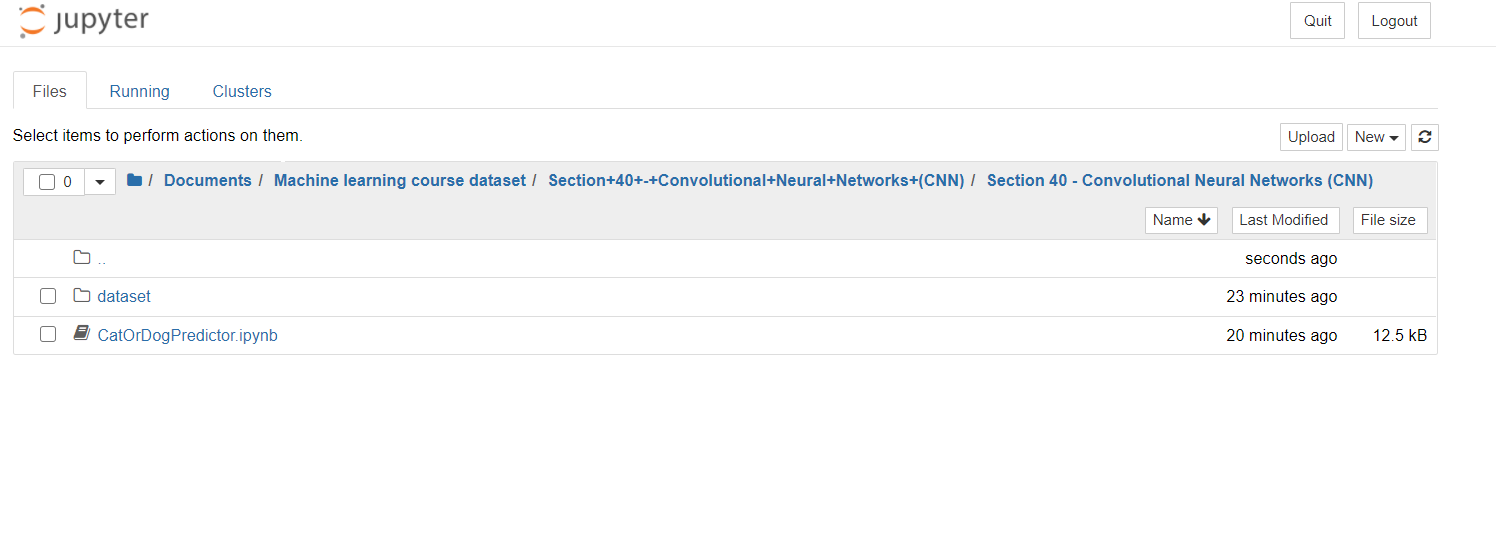 jupyter Quit Logout
Files Running Clusters
Select items to perform actions on them. Upload New
0 / Documents / Machine learning course dataset / Section+40+-+Convolutional+Neural+Networks+(CNN) / Section 40 - Convolutional Neural Networks (CNN)
Name Last Modified File size
.. seconds ago
dataset 23 minutes ago
CatOrDogPredictor.ipynb 20 minutes ago 12.5 kB